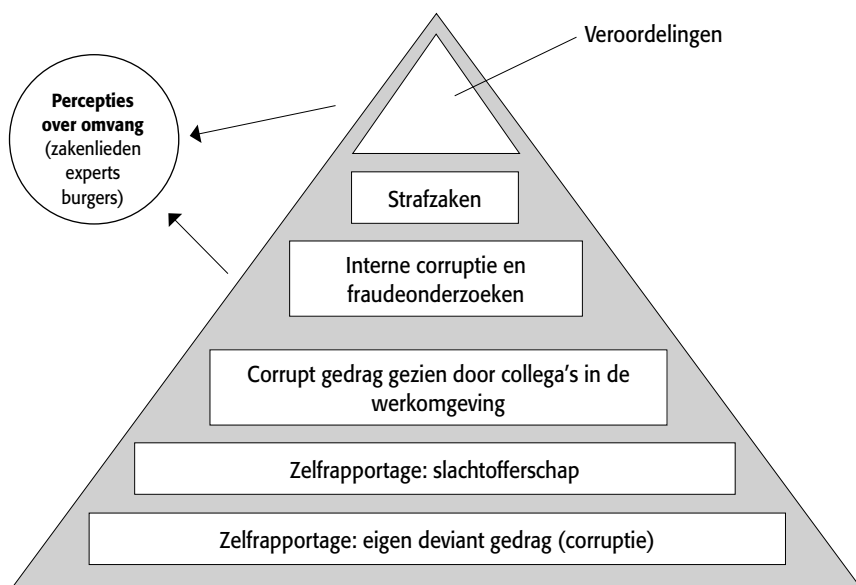 Veroordelingen
Percepties
over omvang
(zakenlieden
experts
burgers)
Strafzaken
Interne corruptie en
fraudeonderzoeken
Corrupt gedrag gezien door collega's in de
werkomgeving
Zelfrapportage: slachtofferschap
Zelfrapportage: eigen deviant gedrag (corruptie)